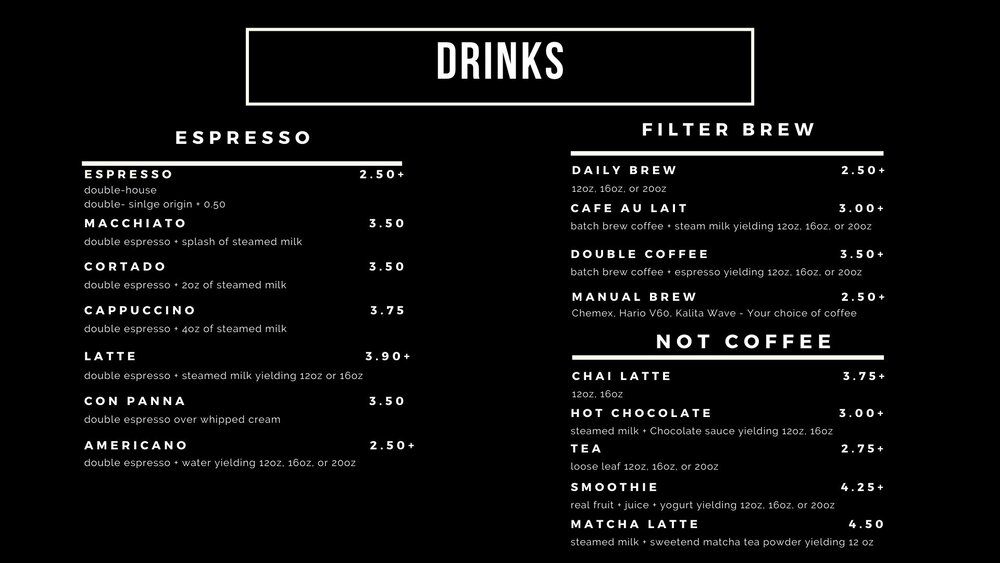 DRINKS
ESPRESSO
ESPRESSO 2.50+
double-house
double- sinlge origin + 0.50
MACCHIATO 3.50
double espresso + splash of steamed milk
CORTADO 3.50
double espresso + 2oz of steamed milk
CAPPUCCINO 3.75
double espresso + 4oz of steamed milk
LATTE 3.90+
double espresso + steamed milk yielding 12oz or 16oz
CON PANNA 3.50
double espresso over whipped cream
AMERICANO 2.50+
double espresso + water yielding 12oz, 16oz, or 20oz
FILTER BREW
DAILY BREW 2.50+
12oz, 16oz, or 20oz
CAFE AU LAIT 3.00+
batch brew coffee + steam milk yielding 12oz, 16oz, or 20oz
DOUBLE COFFEE 3.50+
batch brew coffee + espresso yielding 12oz, 16oz, or 20oz
MANUAL BREW 2.50+
Chemex, Hario V60, Kalita Wave - Your choice of coffee
NOT COFFEE
CHAI LATTE 3.75+
12oz, 16oz
HOT CHOCOLATE 3.00+
steamed milk + Chocolate sauce yielding 12oz, 16oz
TEA 2.75+
loose leaf 12oz, 16oz, or 20oz
SMOOTHIE 4.25+
real fruit + juice + yogurt yielding 12oz, 16oz, or 20oz
MATCHA LATTE 4.50
steamed milk + sweetend matcha tea powder yielding 12 oz